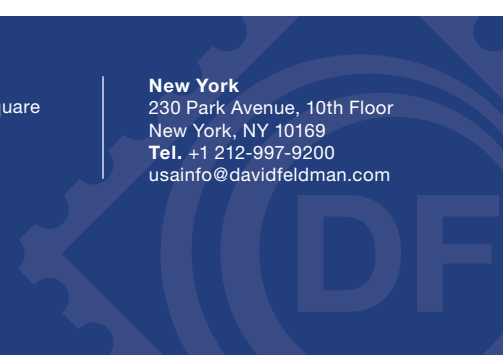 New York
230 Park Avenue, 10th Floor
New York, NY 10169
Tel. +1 212-997-9200
usainfo@davidfeldman.com
DF